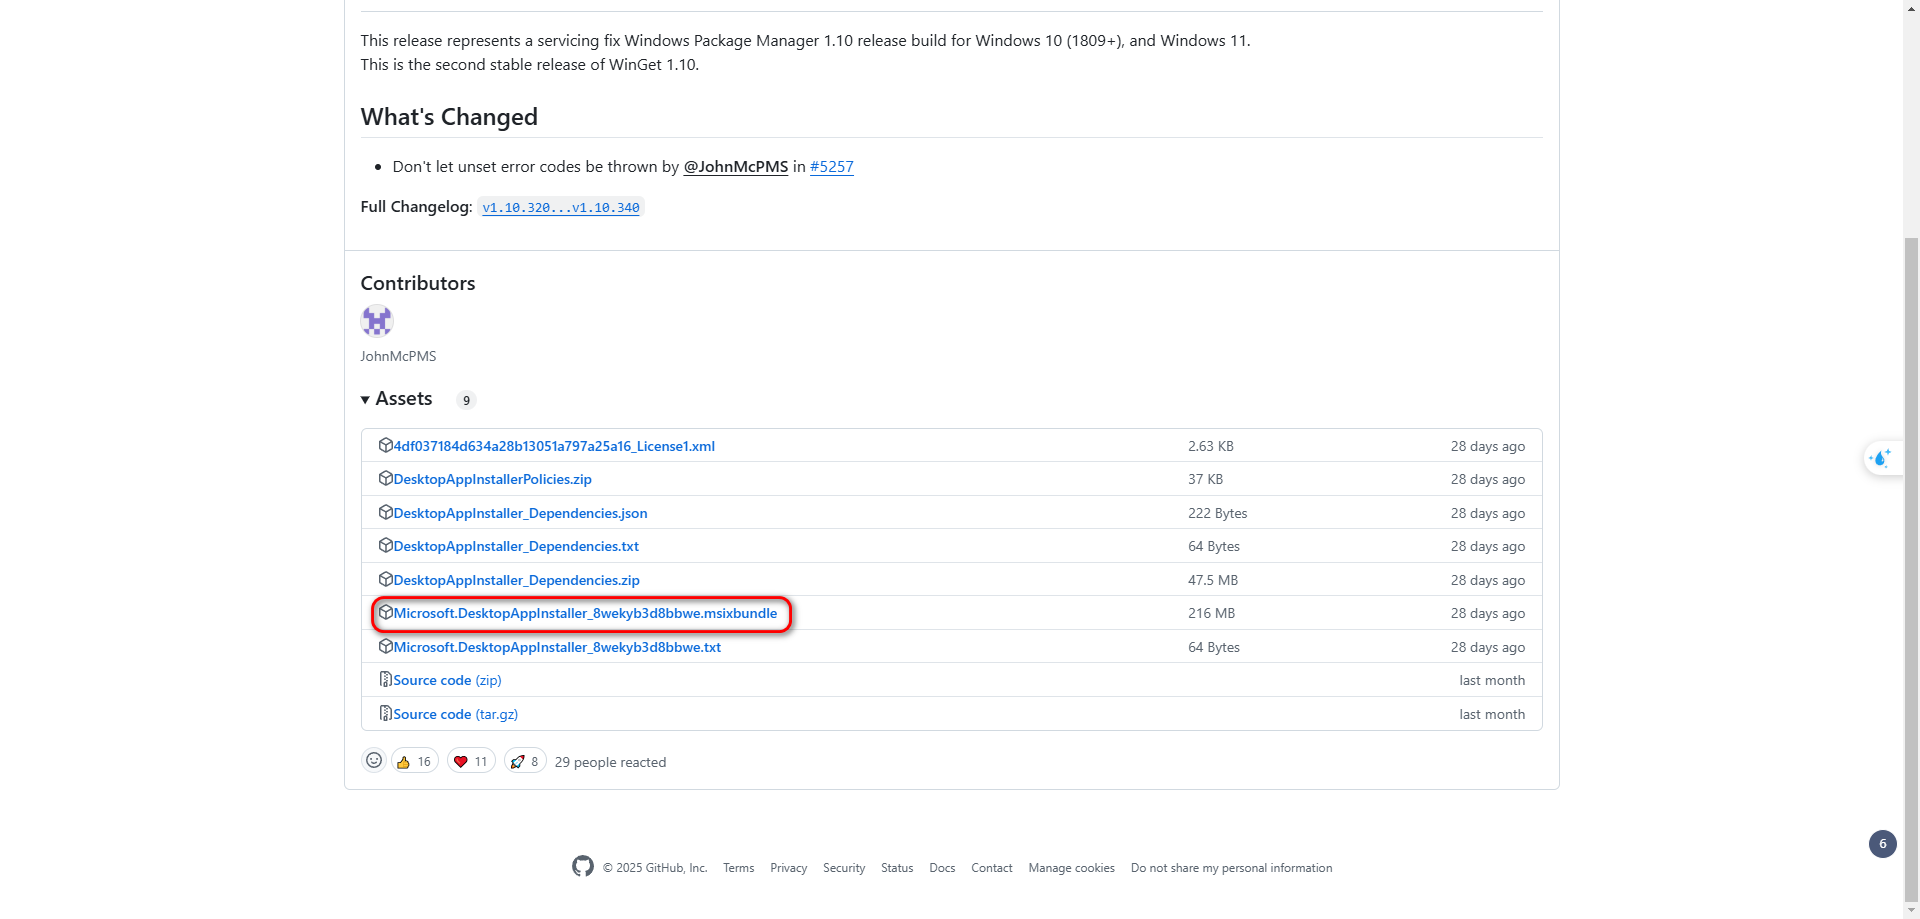 This release represents a servicing fix Windows Package Manager 1.10 release build for Windows 10 (1809+), and Windows 11.
This is the second stable release of WinGet 1.10.
What's Changed
Don't let unset error codes be thrown by @JohnMcPMS in #5257
Full Changelog: v1.10.320...v1.10.340
Contributors
JohnMcPMS
Assets 9
4df037184d634a28b13051a797a25a16_License1.xml 2.63 KB 28 days ago
DesktopAppInstallerPolicies.zip 37 KB 28 days ago
DesktopAppInstaller_Dependencies.json 222 Bytes 28 days ago
DesktopAppInstaller_Dependencies.txt 64 Bytes 28 days ago
DesktopAppInstaller_Dependencies.zip 47.5 MB 28 days ago
Microsoft.DesktopAppInstaller_8wekyb3d8bbwe.msixbundle 216 MB 28 days ago
Microsoft.DesktopAppInstaller_8wekyb3d8bbwe.txt 64 Bytes 28 days ago
Source code (zip) last month
Source code (tar.gz) last month
16 11 8 29 people reacted
6
© 2025 GitHub, Inc. Terms Privacy Security Status Docs Contact Manage cookies Do not share my personal information